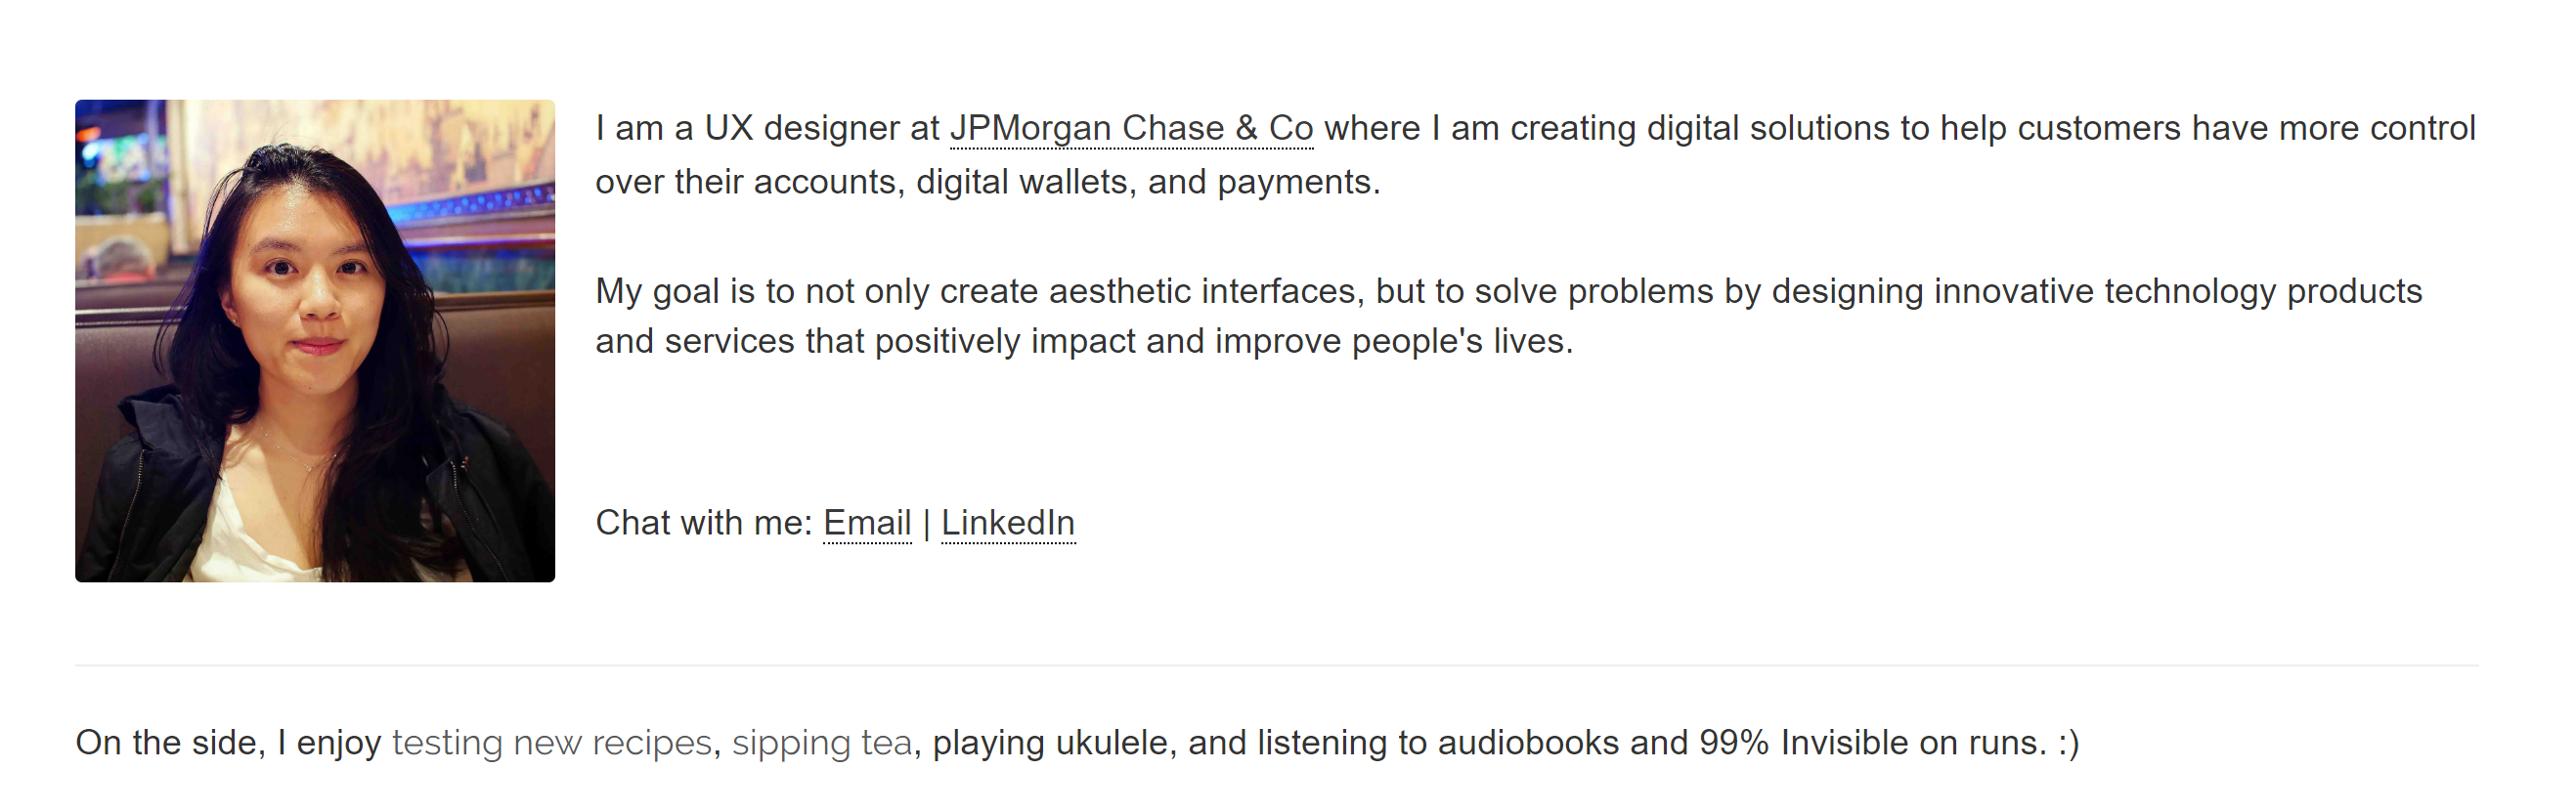 I am a UX designer at JPMorgan Chase & Co where I am creating digital solutions to help customers have more control
over their accounts, digital wallets, and payments.
My goal is to not only create aesthetic interfaces, but to solve problems by designing innovative technology products
and services that positively impact and improve people's lives.
Chat with me: Email | LinkedIn
On the side, I enjoy testing new recipes, sipping tea, playing ukulele, and listening to audiobooks and 99% Invisible on runs. :)